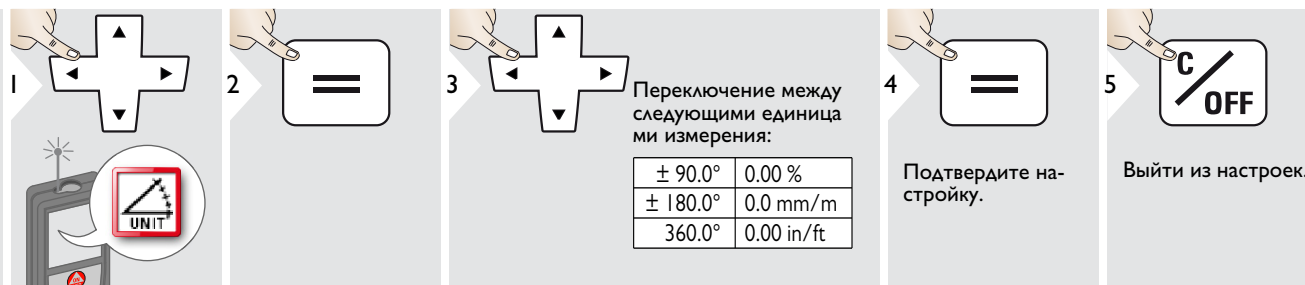 1
UNIT
2
3
Переключение между
следующими единица
ми измерения:
± 90.0° 0.00 %
± 180.0° 0.0 mm/m
360.0° 0.00 in/ft
4
Подтвердите на-
стройку.
5
C/OFF
Выйти из настроек.